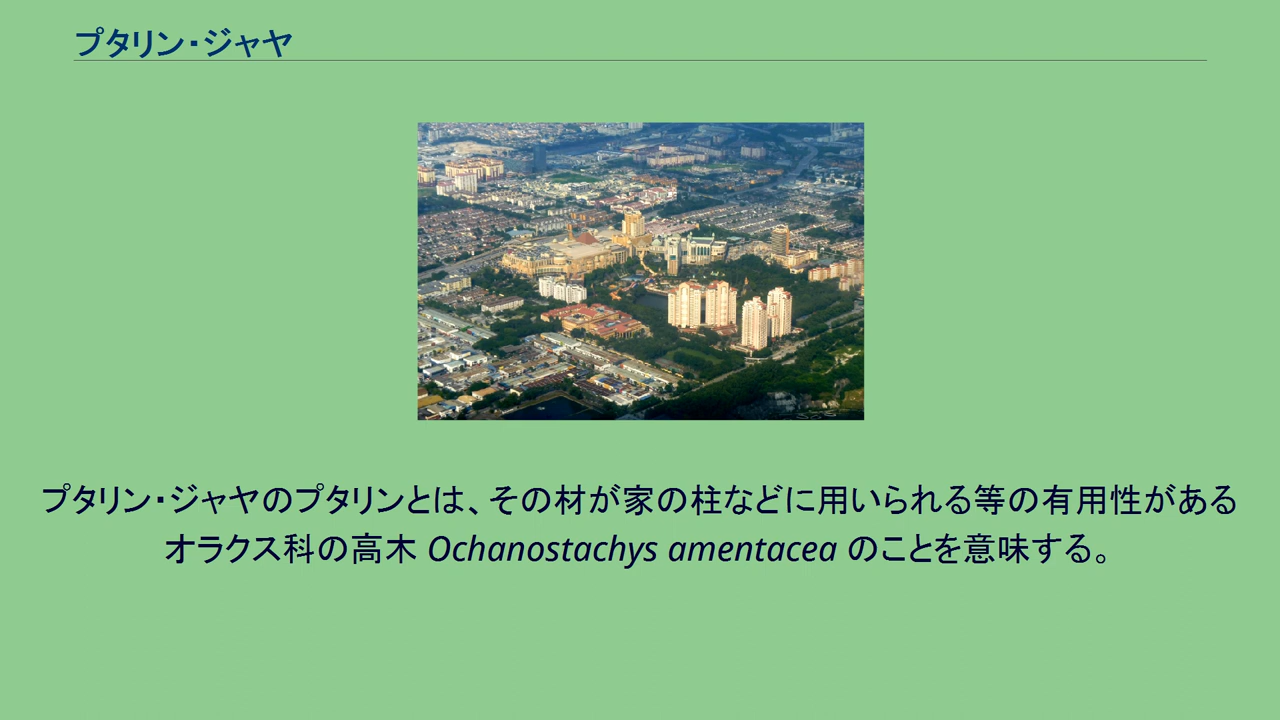 プタリン・ジャヤ
プタリン・ジャヤのプタリンとは、その材が家の柱などに用いられる等の有用性がある
オラクス科の高木 Ochanostachys amentacea のことを意味する。